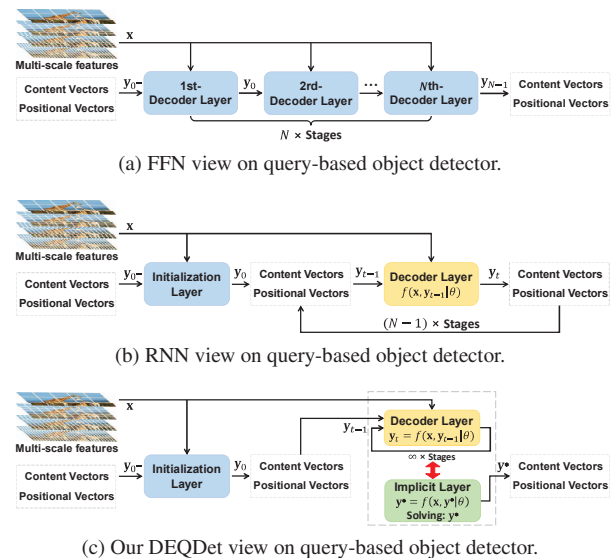 x
Multi-scale features
Content Vectors
Positional Vectors
y0−
1st-
Decoder Layer
y0
2rd-
Decoder Layer
...
Nth-
Decoder Layer
yN−1
Content Vectors
Positional Vectors
N × Stages
(a) FFN view on query-based object detector.
x
Multi-scale features
Content Vectors
Positional Vectors
y0−
Initialization
Layer
y0
Content Vectors
Positional Vectors
yt−1
Decoder Layer
f(x, yt−1|θ)
yt
Content Vectors
Positional Vectors
(N − 1) × Stages
(b) RNN view on query-based object detector.
x
Multi-scale features
Content Vectors
Positional Vectors
y0−
Initialization
Layer
y0
Content Vectors
Positional Vectors
yt−1
Decoder Layer
yt = f(x, yt−1|θ)
∞ × Stages
Implicit Layer
y* = f(x, y*|θ)
Solving: y*
y*
Content Vectors
Positional Vectors
(c) Our DEQDet view on query-based object detector.